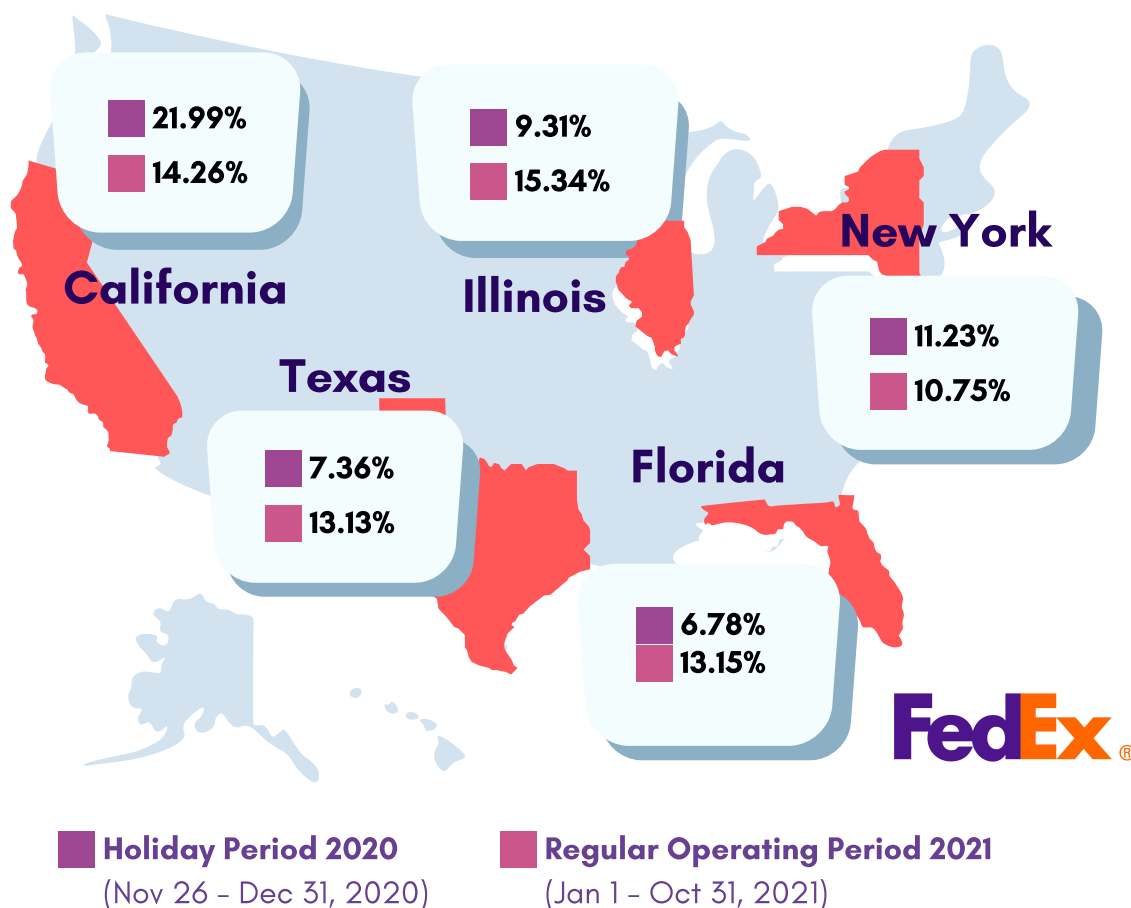 21.99%
14.26%
California
9.31%
15.34%
Illinois
New York
11.23%
10.75%
Texas
7.36%
13.13%
Florida
6.78%
13.15%
FedEx®
Holiday Period 2020
(Nov 26 – Dec 31, 2020)
Regular Operating Period 2021
(Jan 1 – Oct 31, 2021)